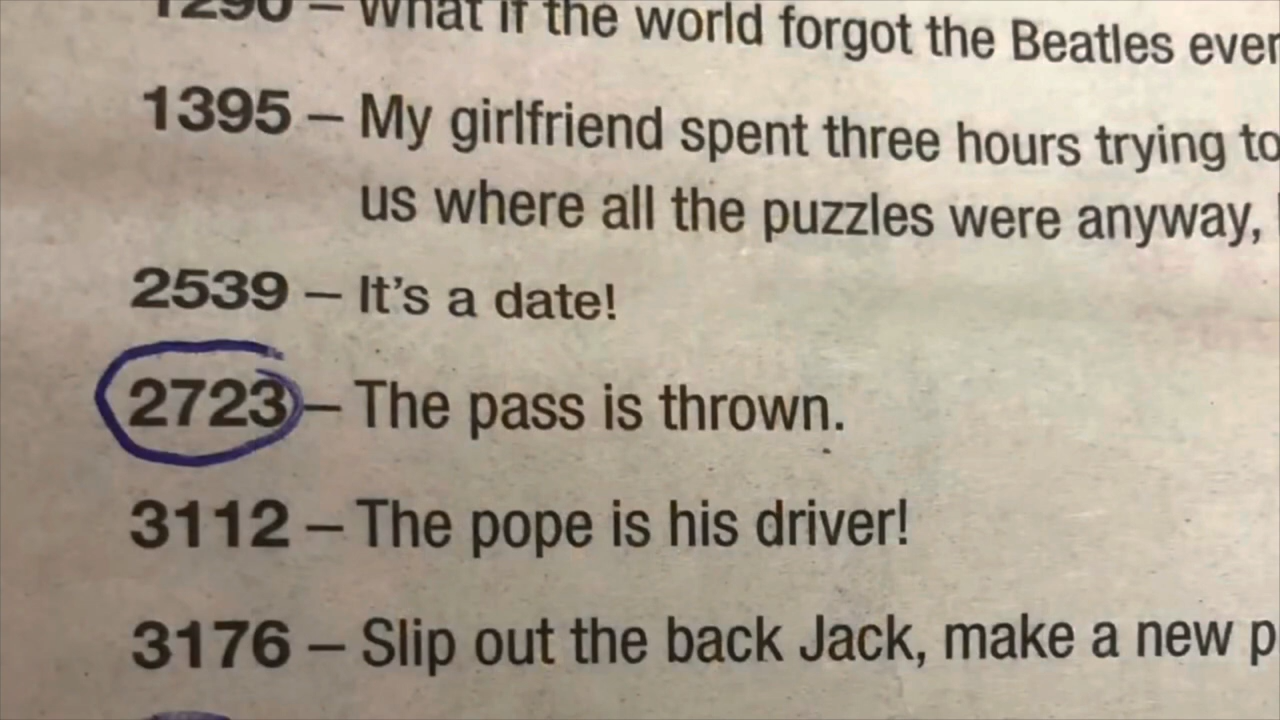 1290 – What if the world forgot the Beatles ever
1395 – My girlfriend spent three hours trying to
us where all the puzzles were anyway,
2539 – It's a date!
2723 – The pass is thrown.
3112 – The pope is his driver!
3176 – Slip out the back Jack, make a new p